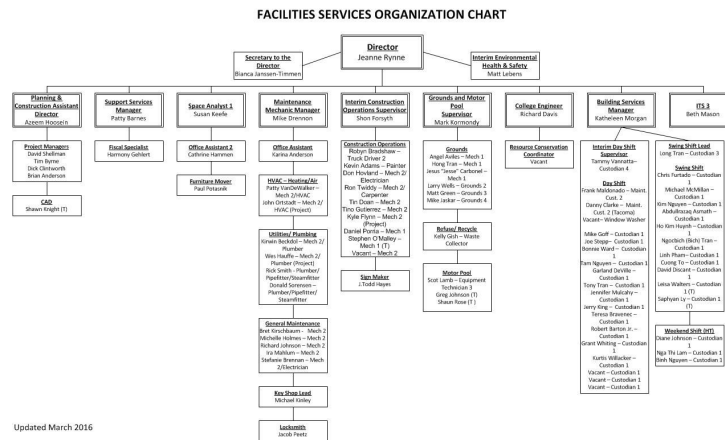 FACILITIES SERVICES ORGANIZATION CHART
Director
Jeanne Rynne
Secretary to the
Director
Bianca Janssen-Timmen
Interim Environmental
Health & Safety
Matt Lebens
Planning &
Construction Assistant
Director
Azeem Hoosein
Support Services
Manager
Patty Barnes
Space Analyst 1
Susan Keefe
Maintenance
Mechanic Manager
Mike Drennon
Interim Construction
Operations Supervisor
Shon Forsyth
Grounds and Motor
Pool
Supervisor
Mark Kormondy
College Engineer
Richard Davis
Building Services
Manager
Katheleen Morgan
ITS 3
Beth Mason
Project Managers
David Shellman
Tim Byrne
Dick Clintworth
Brian Anderson
CAD
Shawn Knight (T)
Fiscal Specialist
Harmony Gehlert
Office Assistant 2
Cathrine Hammen
Furniture Mover
Paul Potasnik
Office Assistant
Karina Anderson
HVAC – Heating/Air
Patty VanDeWalker –
Mech 2/HVAC
John Ortstadt – Mech 2/
HVAC (Project)
Utilities/ Plumbing
Kirwin Beckdol – Mech 2/
Plumber
Wes Hauffe – Mech 2/
Plumber (Project)
Rick Smith - Plumber/
Pipefitter/Steamfitter
Donald Sorensen –
Plumber/Pipefitter/
Steamfitter
General Maintenance
Bret Kirschbaum - Mech 2
Michelle Holmes – Mech 2
Richard Johnson – Mech 2
Ira Mahlum – Mech 2
Stefanie Brennan – Mech
2/Electrician
Key Shop Lead
Michael Kinley
Locksmith
Jacob Peets
Construction Operations
Robyn Bradshaw –
Truck Driver 2
Kevin Adams – Painter
Don Hovland – Mech 2/
Electrician
Ron Twiddy – Mech 2/
Carpenter
Tin Doan – Mech 2
Tino Gutierrez – Mech 2
Kyle Flynn – Mech 2
(Project)
Daniel Ponta – Mech 1
Stephen O'Malley –
Mech 1 (T)
Vacant – Mech 2
Sign Maker
J.Todd Hayes
Grounds
Angel Aviles – Mech 1
Hong Tran – Mech 1
Jesus "Jesse" Carbonel –
Mech 1
Larry Wells – Grounds 2
Matt Green – Grounds 3
Mike Jaskar – Grounds 4
Refuse/ Recycle
Kelly Gish – Waste
Collector
Motor Pool
Scot Lamb – Equipment
Technician 3
Greg Johnson (T)
Shaun Rose (T )
Resource Conservation
Coordinator
Vacant
Interim Day Shift
Supervisor
Tammy Vannatta–
Custodian 4
Day Shift
Frank Maldonado – Maint.
Cust. 2
Danny Clarke – Maint.
Cust. 2 (Tacoma)
Vacant– Window Washer
Mike Goff – Custodian 1
Joe Stepp– Custodian 1
Bonnie Ward – Custodian
1
Tam Nguyen – Custodian 1
Garland DeVille –
Custodian 1
Tony Tran – Custodian 1
Jennifer Mulcahy –
Custodian 1
Jerry King – Custodian 1
Teresa Bravenec –
Custodian 1
Robert Barton Jr. –
Custodian 1
Grant Whiting – Custodian
1
Kurtis Willacker –
Custodian 1
Vacant – Custodian 1
Vacant – Custodian 1
Vacant – Custodian 1
Swing Shift Lead
Long Tran – Custodian 3
Swing Shift
Chris Furtado – Custodian
1
Michael McMillan –
Custodian 1
Kim Nguyen – Custodian 1
Abdulrazaq Asrnath –
Custodian 1
Ho Kim Huynh – Custodian
1
Ngocbich (Bich) Tran –
Custodian 1
Linh Pham– Custodian 1
Cuong To – Custodian 1
David Discant – Custodian
1
Leisa Walters – Custodian
1 (T)
Saphyan Ly – Custodian 1
(T)
Weekend Shift (HT)
Diane Johnson – Custodian
1
Nga Thi Lam – Custodian 1
Binh Nguyen – Custodian 1
Updated March 2016